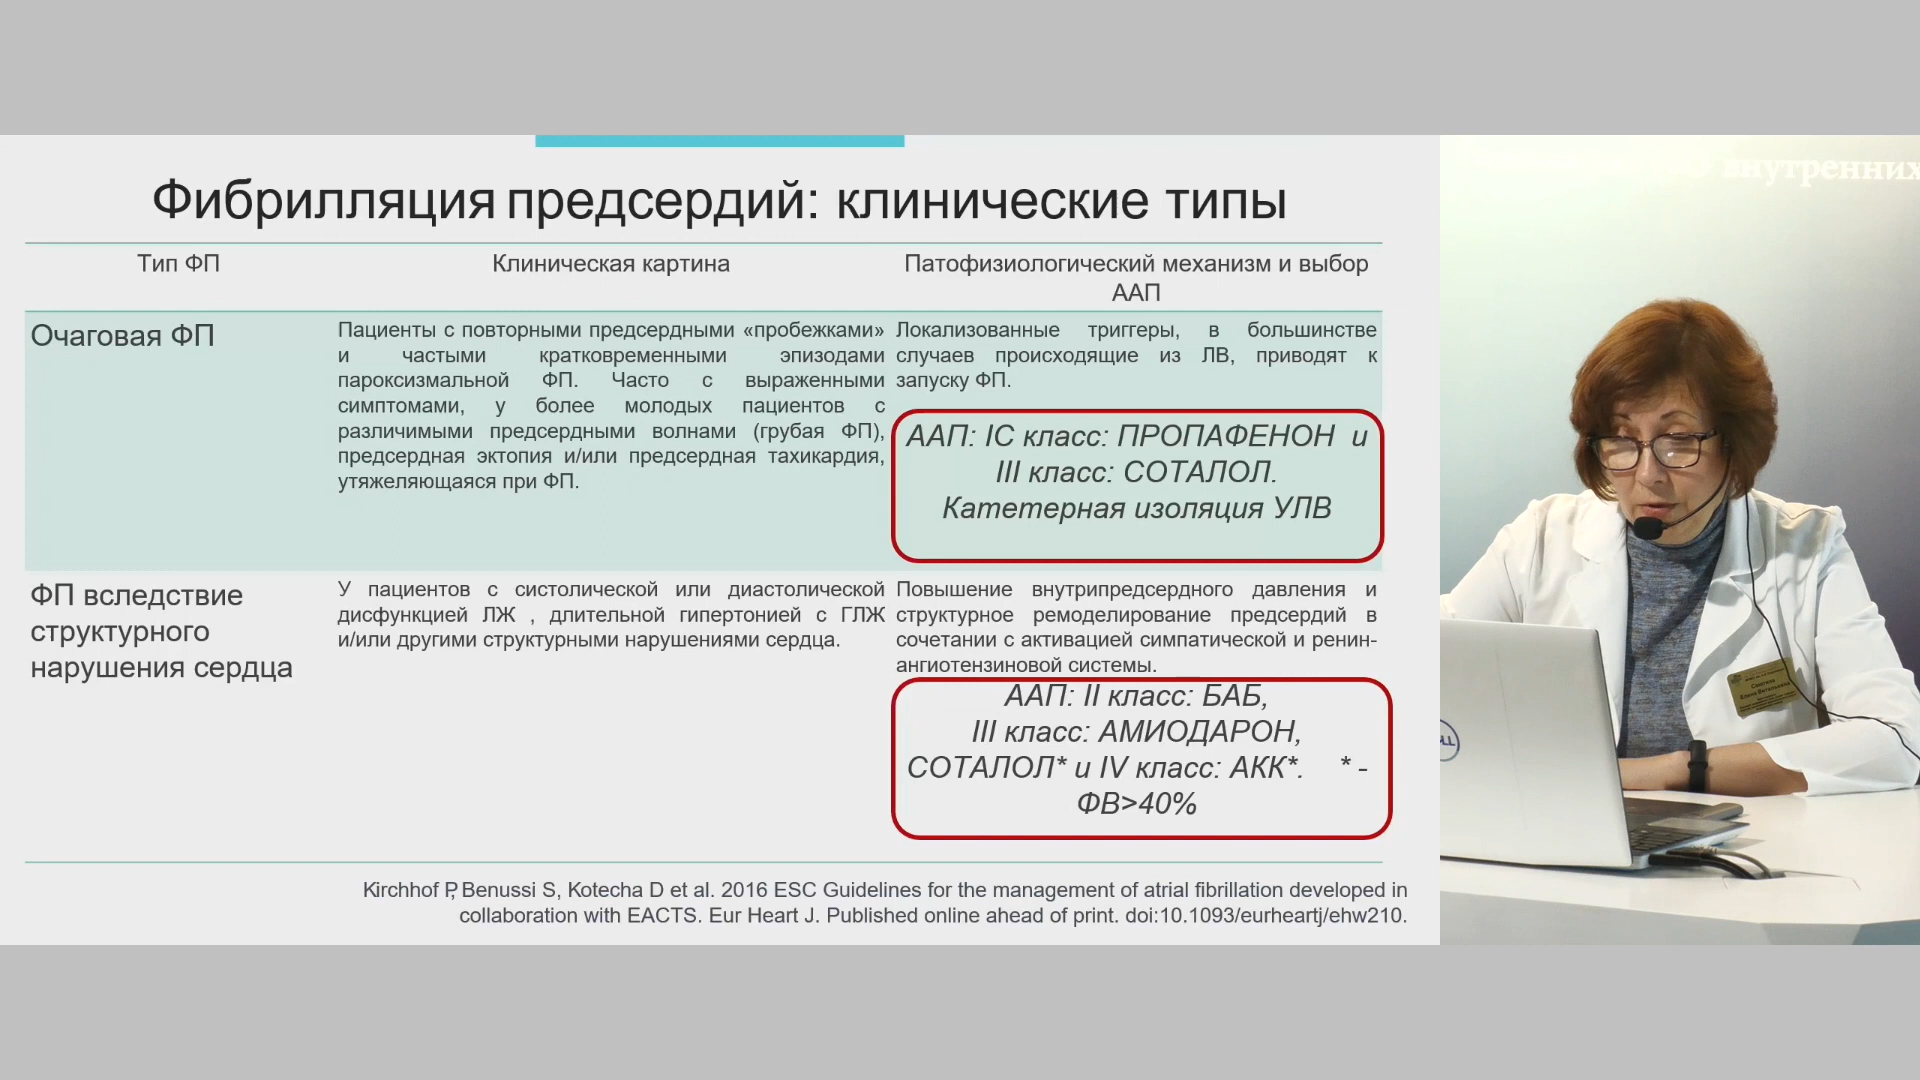 Фибрилляция предсердий: клинические типы
Тип ФП
Клиническая картина
Патофизиологический механизм и выбор
ААП
Очаговая ФП
Пациенты с повторными предсердными «пробежками»
и частыми кратковременными эпизодами
пароксизмальной ФП. Часто с выраженными
симптомами, у более молодых пациентов с
различимыми предсердными волнами (грубая ФП),
предсердная эктопия и/или предсердная тахикардия,
утяжеляющаяся при ФП.
Локализованные триггеры, в большинстве
случаев происходящие из ЛВ, приводят к
запуску ФП.
ААП: IC класс: ПРОПАФЕНОН и
III класс: СОТАЛОЛ.
Катетерная изоляция УЛВ
ФП вследствие
структурного
нарушения сердца
У пациентов с систолической или диастолической
дисфункцией ЛЖ , длительной гипертонией с ГЛЖ
и/или другими структурными нарушениями сердца.
Повышение внутрипредсердного давления и
структурное ремоделирование предсердий в
сочетании с активацией симпатической и ренин-
ангиотензиновой системы.
ААП: II класс: БАБ,
III класс: АМИОДАРОН,
СОТАЛОЛ* и IV класс: АКК*. * -
ФВ>40%
Kirchhof P, Benussi S, Kotecha D et al. 2016 ESC Guidelines for the management of atrial fibrillation developed in
collaboration with EACTS. Eur Heart J. Published online ahead of print. doi:10.1093/eurheartj/ehw210.
внутренних